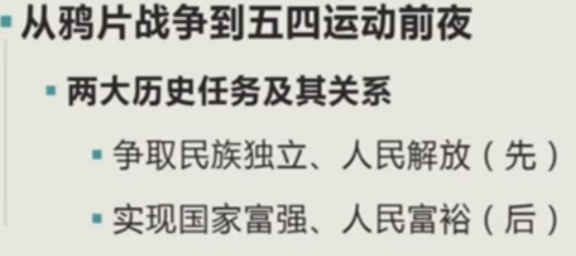 从鸦片战争到五四运动前夜
两大历史任务及其关系
争取民族独立、人民解放（先）
实现国家富强、人民富裕（后）